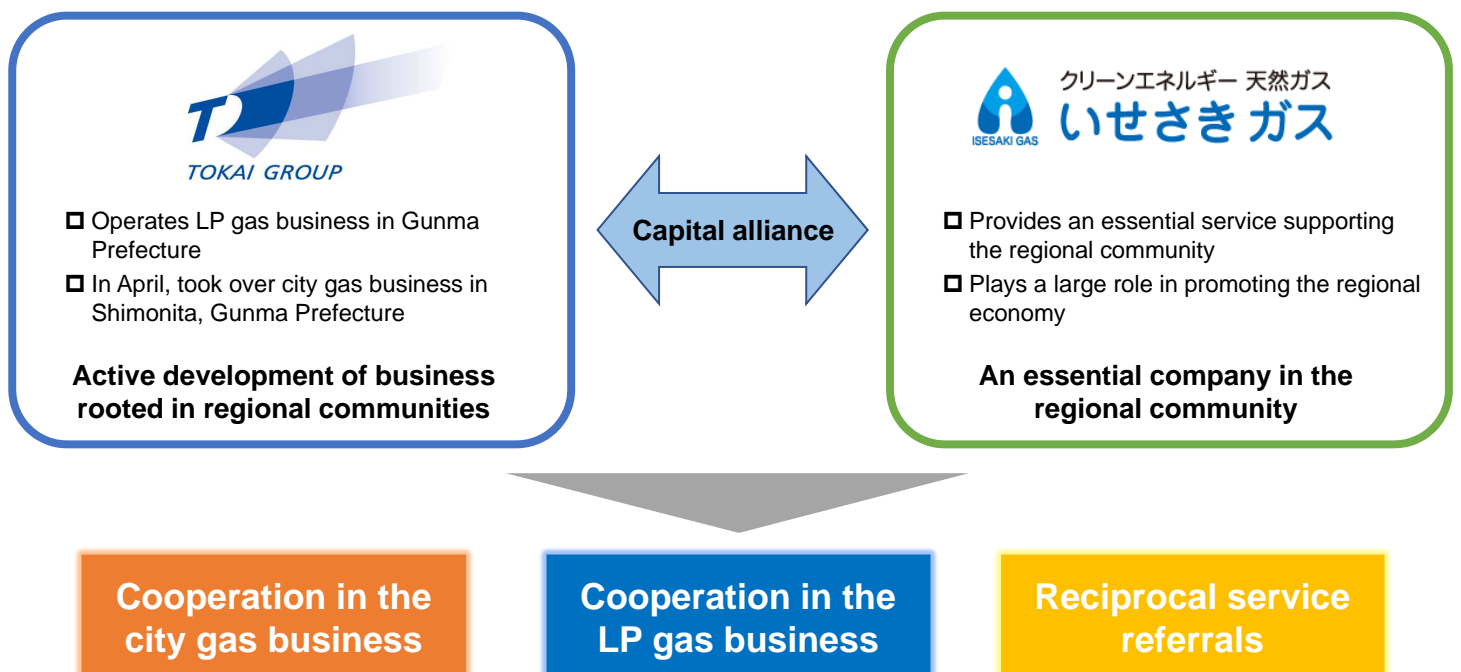 T
TOKAI GROUP
Operates LP gas business in Gunma
Prefecture
In April, took over city gas business in
Shimonita, Gunma Prefecture
Active development of business
rooted in regional communities
Capital alliance
ISESAKI GAS
クリーンエネルギー 天然ガス
いせさき ガス
Provides an essential service supporting
the regional community
Plays a large role in promoting the regional
economy
An essential company in the
regional community
Cooperation in the
city gas business
Cooperation in the
LP gas business
Reciprocal service
referrals